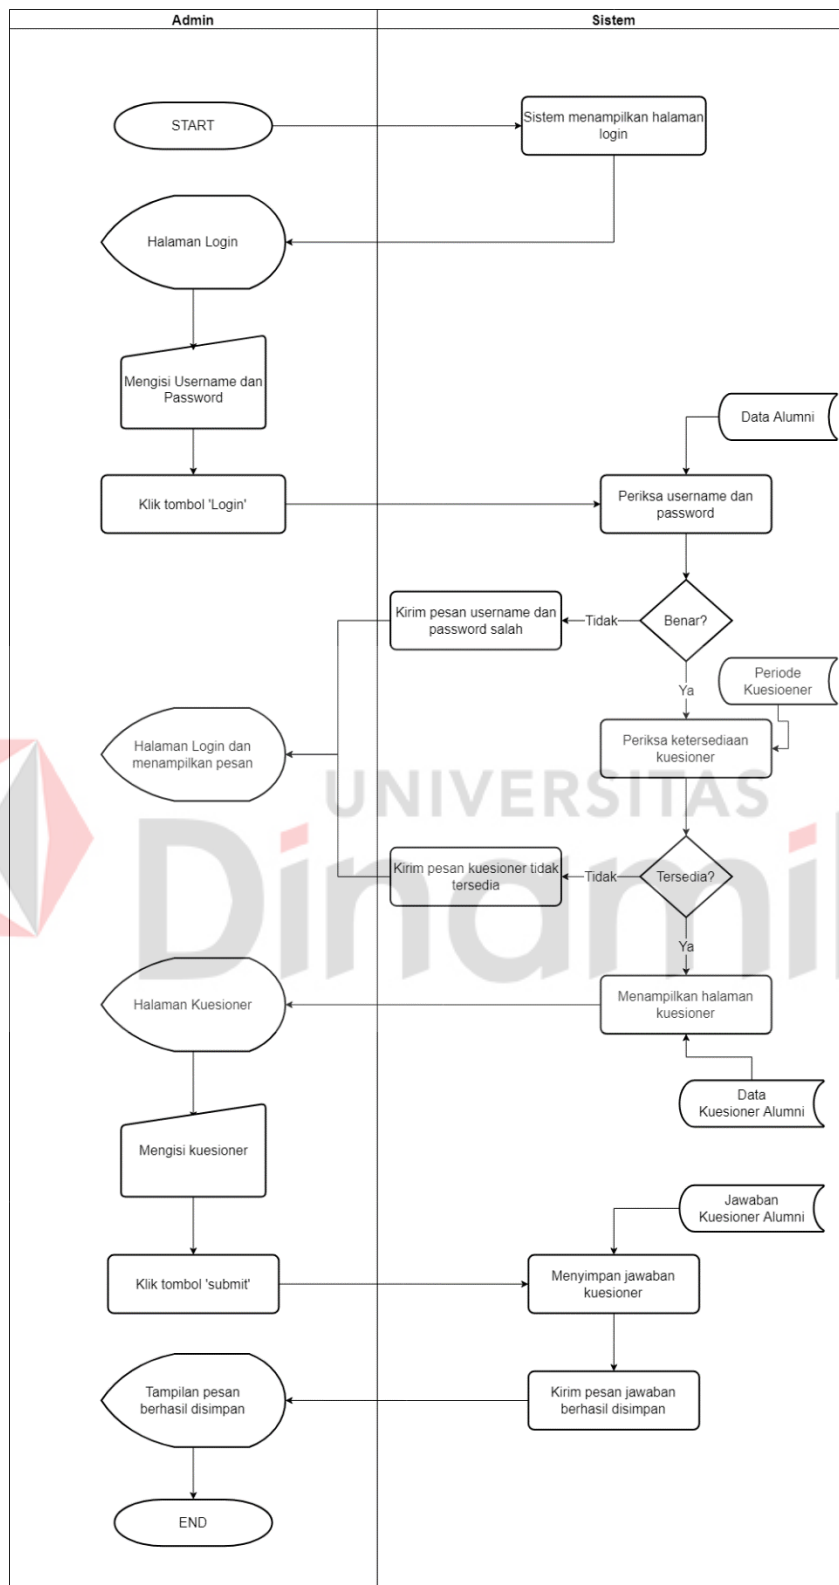 Admin
Sistem
START
Sistem menampilkan halaman
login
Halaman Login
Mengisi Username dan
Password
Data Alumni
Klik tombol 'Login'
Periksa username dan
password
Kirim pesan username dan
password salah
Tidak
Benar?
Ya
Periode
Kuesioener
Halaman Login dan
menampilkan pesan
Periksa ketersediaan
kuesioner
UNIVERSITAS
Dinamik
Kirim pesan kuesioner tidak
tersedia
Tidak
Tersedia?
Ya
Halaman Kuesioner
Menampilkan halaman
kuesioner
Data
Kuesioner Alumni
Mengisi kuesioner
Jawaban
Kuesioner Alumni
Klik tombol 'submit'
Menyimpan jawaban
kuesioner
Tampilan pesan
berhasil disimpan
Kirim pesan jawaban
berhasil disimpan
END